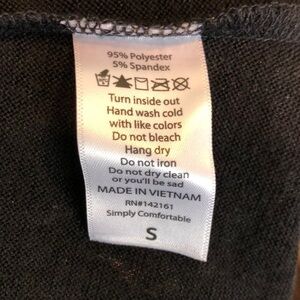 95% Polyester
5% Spandex
Turn inside out
Hand wash cold
with like colors
Do not bleach
Hang dry
Do not iron
Do not dry clean
or you'll be sad
MADE IN VIETNAM
RN#142161
Simply Comfortable
S